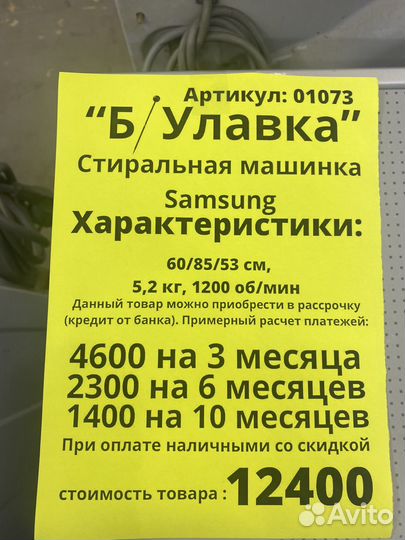 Артикул: 01073
“Б/Улавка”
Стиральная машинка
Samsung
Характеристики:
60/85/53 см,
5,2 кг, 1200 об/мин
Данный товар можно приобрести в рассрочку
(кредит от банка). Примерный расчет платежей:
4600 на 3 месяца
2300 на 6 месяцев
1400 на 10 месяцев
При оплате наличными со скидкой
стоимость товара : 12400
Avito